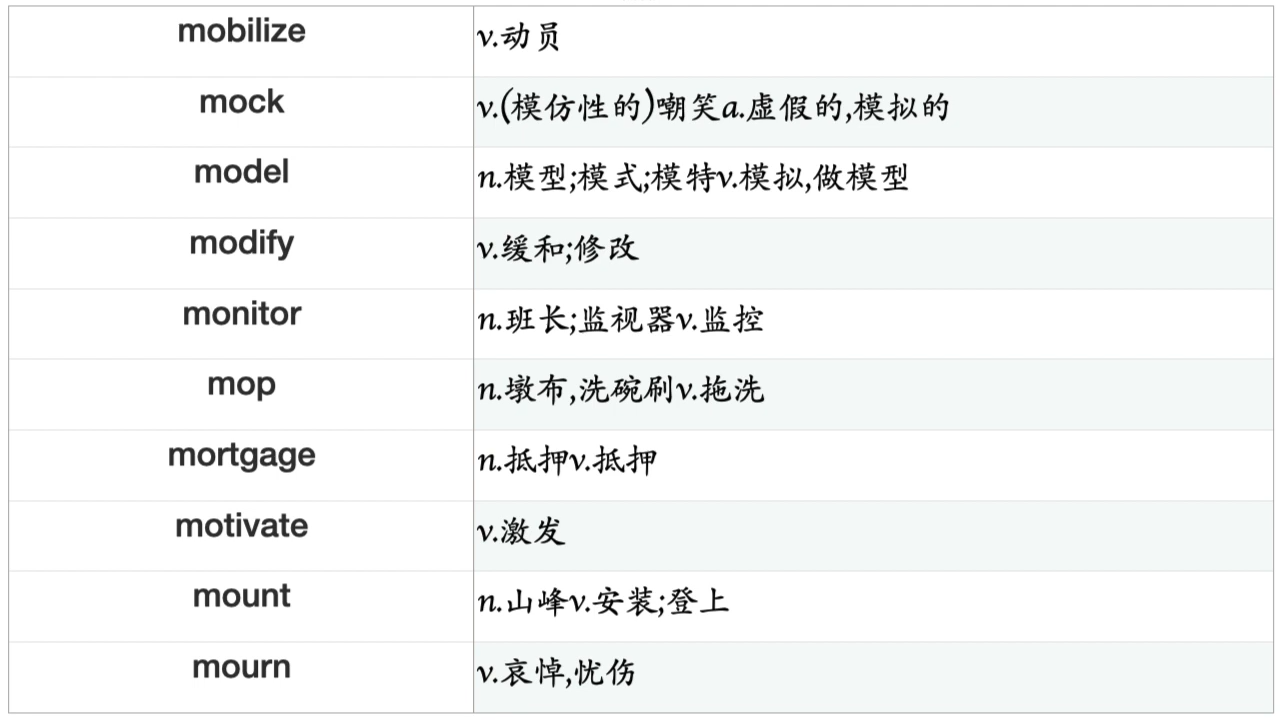 mobilize v.动员
mock v.(模仿性的)嘲笑a.虚假的,模拟的
model n.模型;模式;模特v.模拟,做模型
modify v.缓和;修改
monitor n.班长;监视器v.监控
mop n.墩布,洗碗刷v.拖洗
mortgage n.抵押v.抵押
motivate v.激发
mount n.山峰v.安装;登上
mourn v.哀悼,忧伤